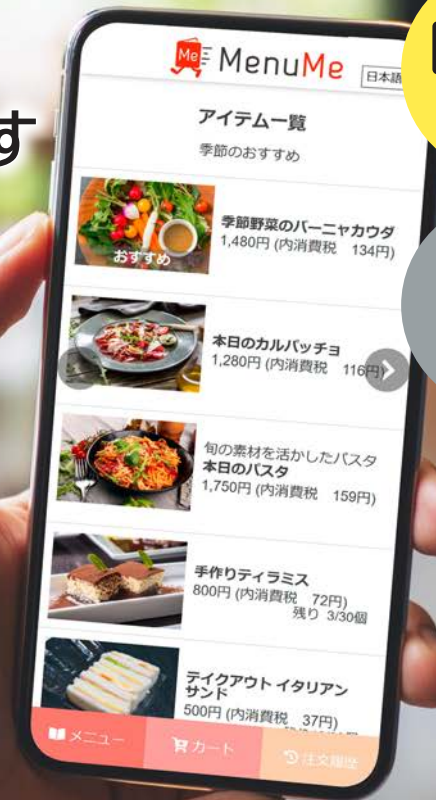 す
Me MenuMe
日本語
アイテム一覧
季節のおすすめ
おすすめ
季節野菜のバーニャカウダ
1,480円 (内消費税 134円)
本日のカルパッチョ
1,280円 (内消費税 116円)
旬の素材を活かしたパスタ
本日のパスタ
1,750円 (内消費税 159円)
手作りティラミス
800円 (内消費税 72円)
残り 3/30個
テイクアウト イタリアン
サンド
500円 (内消費税 37円)
メニュー
カート
注文履歴